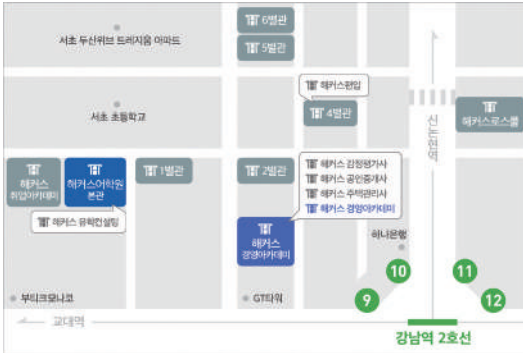 6별관
서초 두산위브 트레지움 아파트
5별관
해커스편입
4별관
해커스로스쿨
서초 초등학교
신논현역
해커스
취업아카데미
해커스어학원
본관
1별관
2별관
해커스 감정평가사
해커스 공인중개사
해커스 주택관리사
해커스 경영아카데미
해커스 유학컨설팅
해커스
경영아카데미
하나은행
10
11
9
12
부티크모나코
GT타워
교대역
강남역 2호선